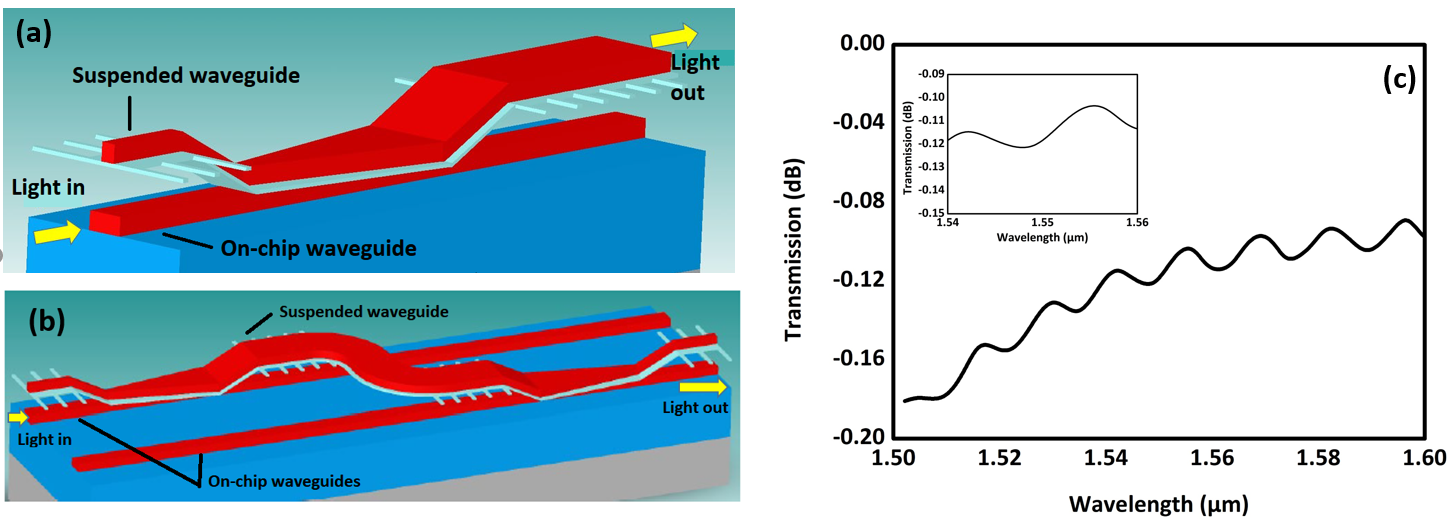 (a)
Suspended waveguide
Light
out
Light in
On-chip waveguide
(b)
Suspended waveguide
Light out
Light in
On-chip waveguides
(c)
Transmission (dB)
0.00
-0.04
-0.08
-0.12
-0.16
-0.20
1.50 1.52 1.54 1.56 1.58 1.60
Wavelength (μm)
Transmission (dB)
-0.09
-0.10
-0.11
-0.12
-0.13
-0.14
-0.15
1.54 1.55 1.56
Wavelength (μm)